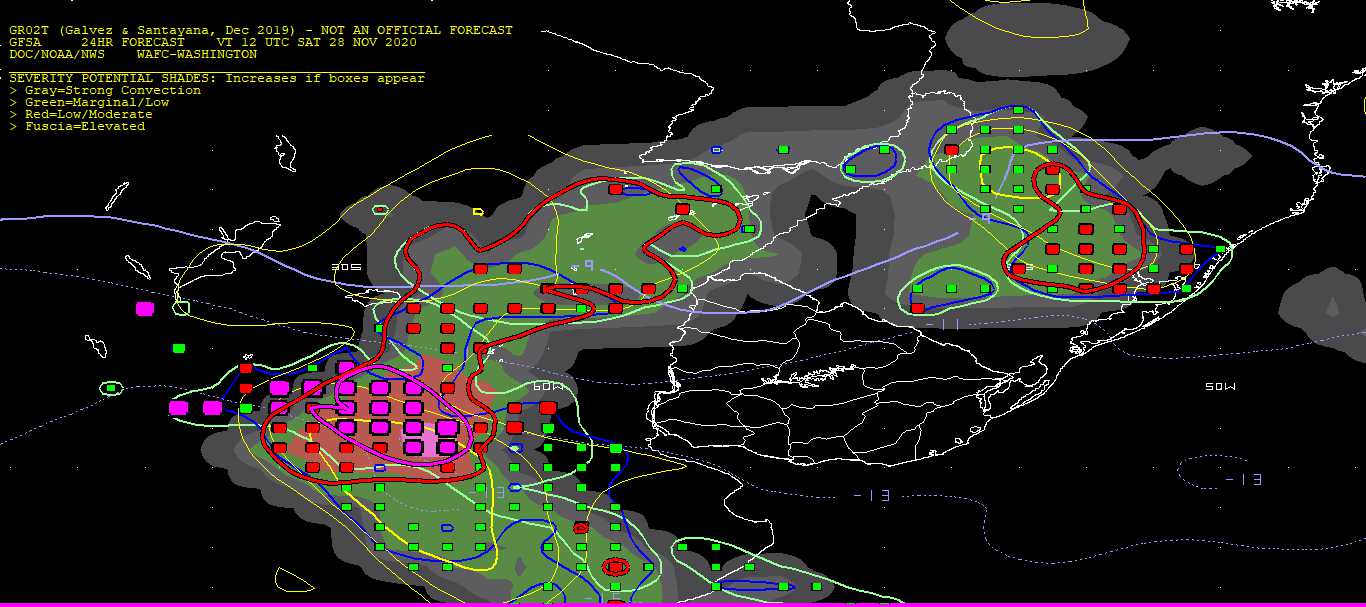 GR02T (Galvez & Santayana, Dec 2019) - NOT AN OFFICIAL FORECAST
GFSA     24HR FORECAST    VT 12 UTC SAT 28 NOV 2020
DOC/NOAA/NWS    WAFC-WASHINGTON
SEVERITY POTENTIAL SHADES: Increases if boxes appear
> Gray=Strong Convection
> Green=Marginal/Low
> Red=Low/Moderate
> Fuscia=Elevated
-9
30S
-9
-11
60W
50W
-13
-13
-13